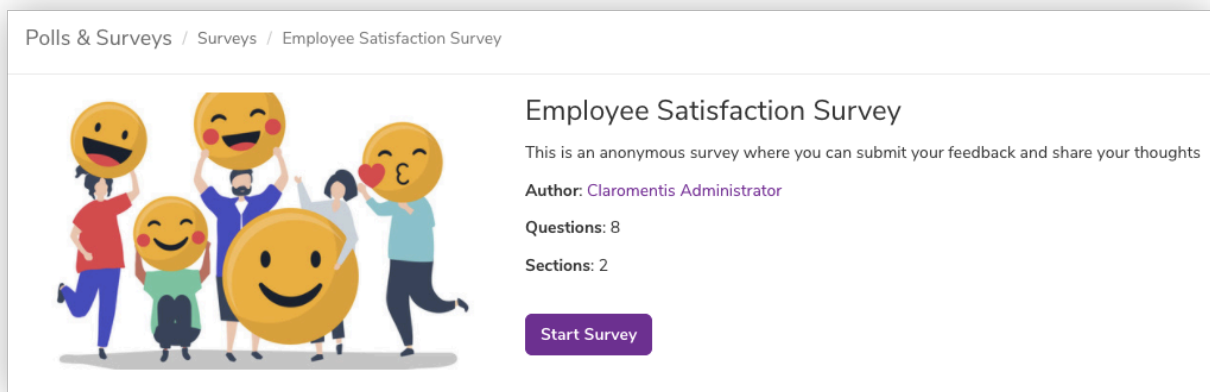 Polls & Surveys / Surveys / Employee Satisfaction Survey
Employee Satisfaction Survey
This is an anonymous survey where you can submit your feedback and share your thoughts
Author: Claromentis Administrator
Questions: 8
Sections: 2
Start Survey